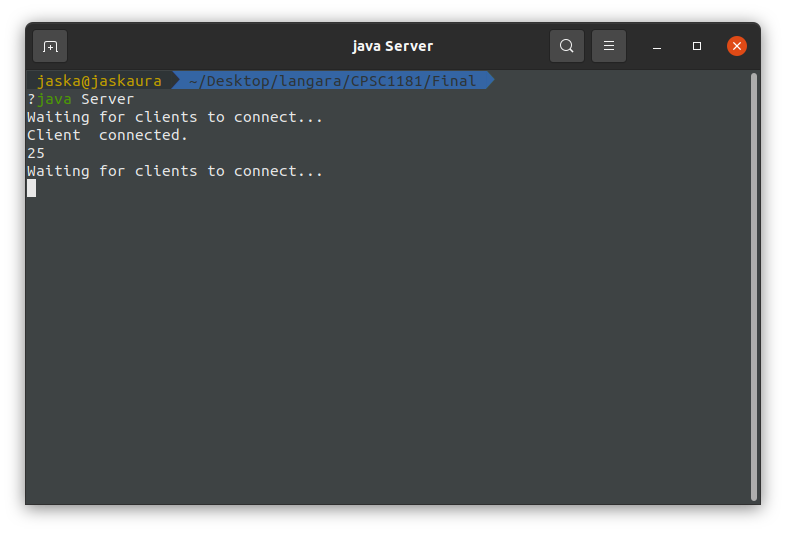 java Server
jaska@jaskaura ~/Desktop/langara/CPSC1181/Final
?java Server
Waiting for clients to connect...
Client  connected.
25
Waiting for clients to connect...